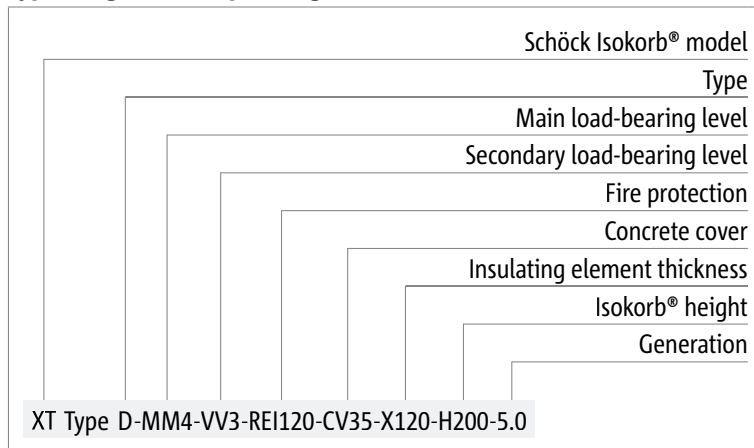 Schöck Isokorb® model
Type
Main load-bearing level
Secondary load-bearing level
Fire protection
Concrete cover
Insulating element thickness
Isokorb® height
Generation
XT Type D-MM4-VV3-REI120-CV35-X120-H200-5.0